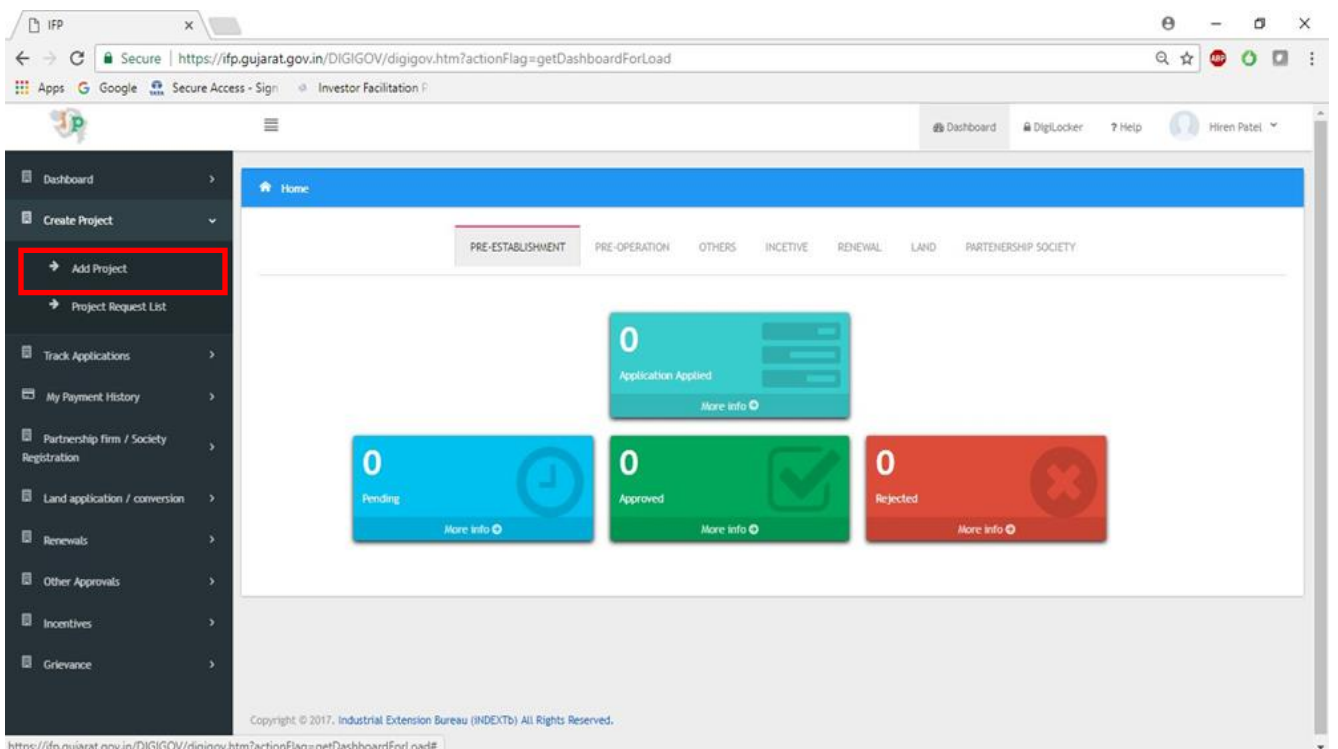 IFP
Secure | https://ifp.gujarat.gov.in/DIGIGOV/digigov.htm?actionFlag=getDashboardForLoad
ABP
Apps Google Secure Access - Sign Investor Facilitation P
Dashboard DigiLocker ? Help Hiren Patel
Dashboard
Home
Create Project
PRE-ESTABLISHMENT PRE-OPERATION OTHERS INCETIVE RENEWAL LAND PARTENERSHIP SOCIETY
Add Project
Project Request List
0
Application Applied
More info
Track Applications
My Payment History
Partnership firm / Society
Registration
0
Pending
More info
0
Approved
More info
0
Rejected
More info
Land application / conversion
Renewals
Other Approvals
Incentives
Grievance
Copyright © 2017. Industrial Extension Bureau (iNDEXTb) All Rights Reserved.
https://ifp.gujarat.gov.in/DIGIGOV/digigov.htm?actionFlag=getDashboardForLoad#